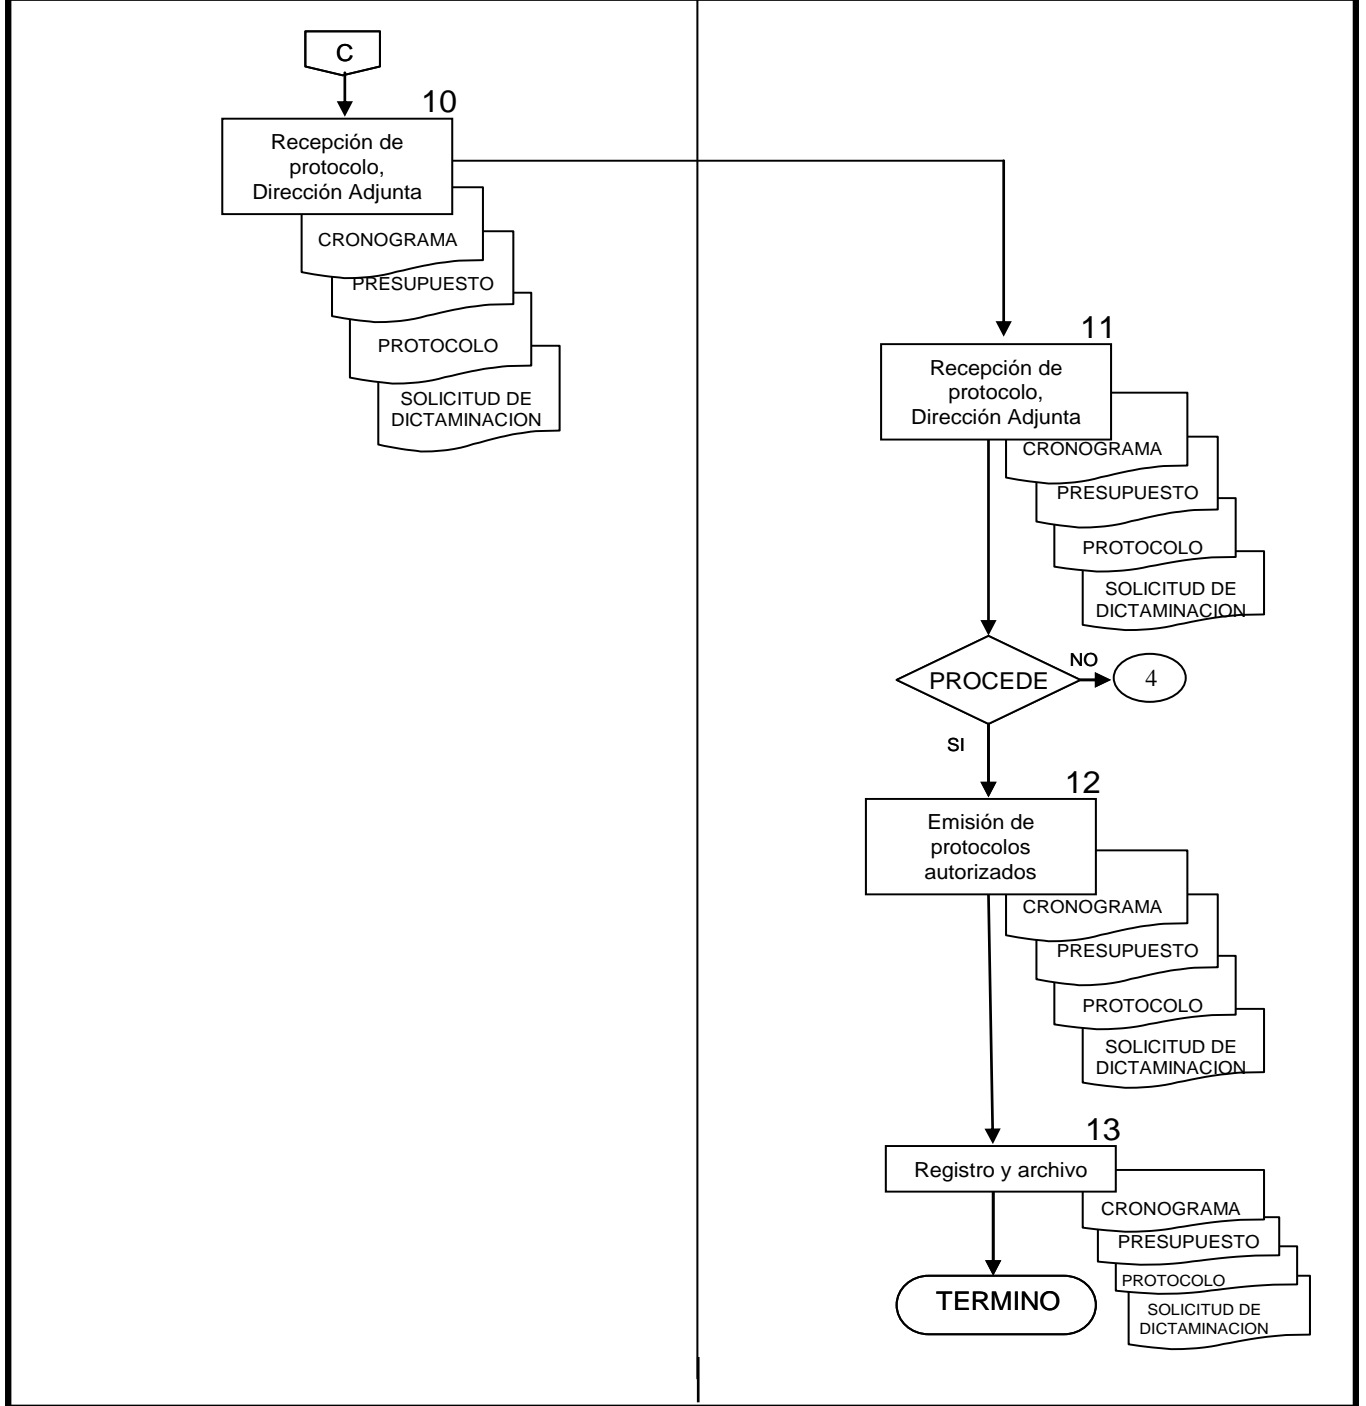 C
10
Recepción de
protocolo,
Dirección Adjunta
CRONOGRAMA
PRESUPUESTO
PROTOCOLO
SOLICITUD DE
DICTAMINACION
11
Recepción de
protocolo,
Dirección Adjunta
CRONOGRAMA
PRESUPUESTO
PROTOCOLO
SOLICITUD DE
DICTAMINACION
PROCEDE
NO
4
SI
12
Emisión de
protocolos
autorizados
CRONOGRAMA
PRESUPUESTO
PROTOCOLO
SOLICITUD DE
DICTAMINACION
13
Registro y archivo
CRONOGRAMA
PRESUPUESTO
PROTOCOLO
SOLICITUD DE
DICTAMINACION
TERMINO